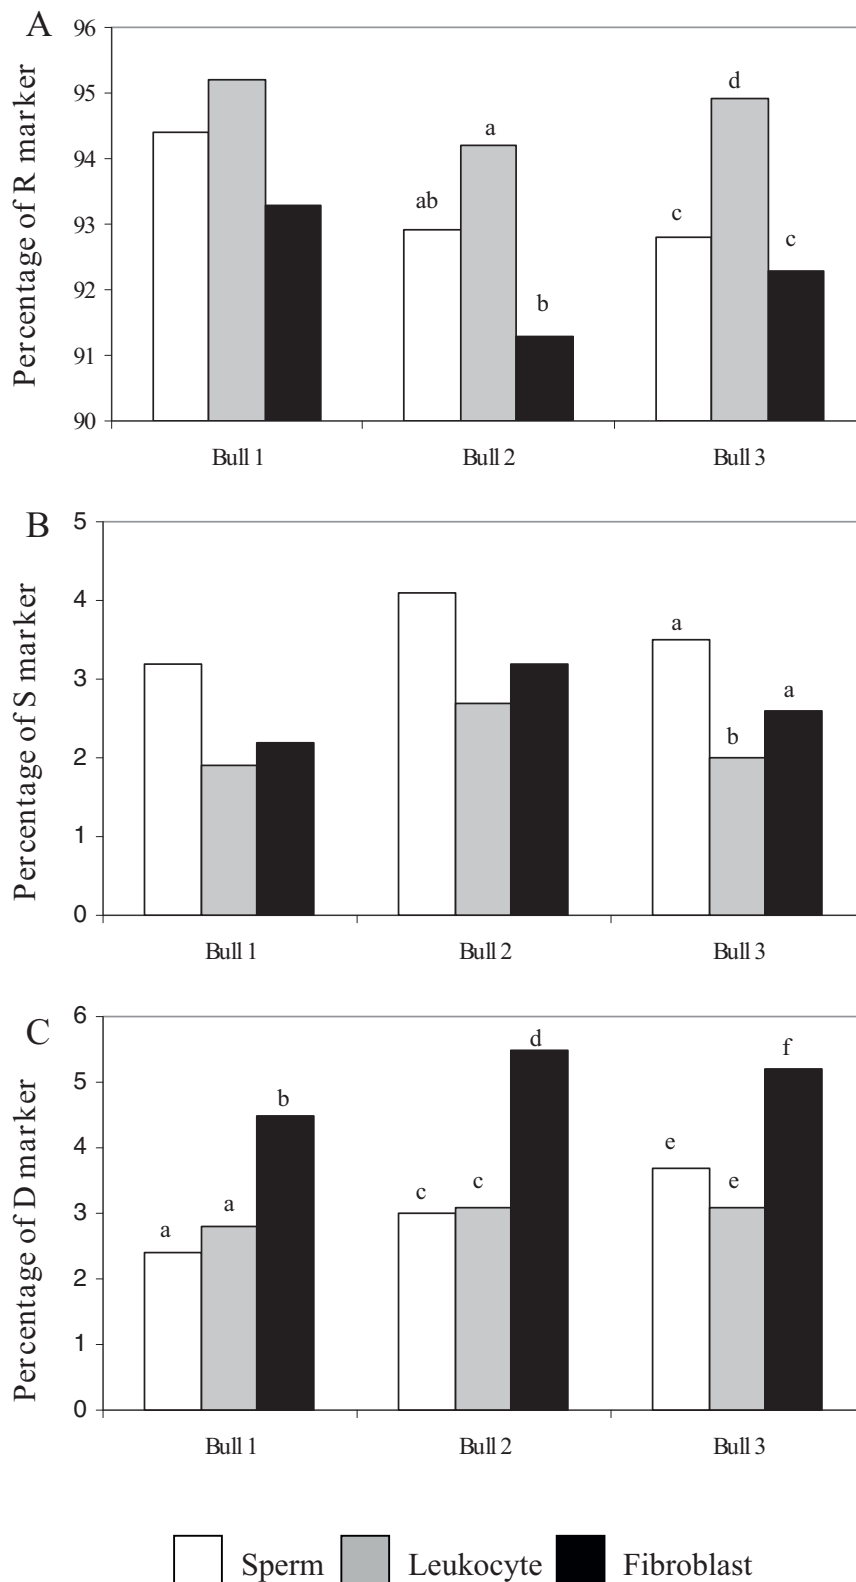 A
Percentage of R marker
96
95
94
93
92
91
90
ab
a
b
c
d
c
Bull 1
Bull 2
Bull 3
B
Percentage of S marker
5
4
3
2
1
0
a
b
a
Bull 1
Bull 2
Bull 3
C
Percentage of D marker
6
5
4
3
2
1
0
a
a
b
c
c
d
e
e
f
Bull 1
Bull 2
Bull 3
Sperm
Leukocyte
Fibroblast